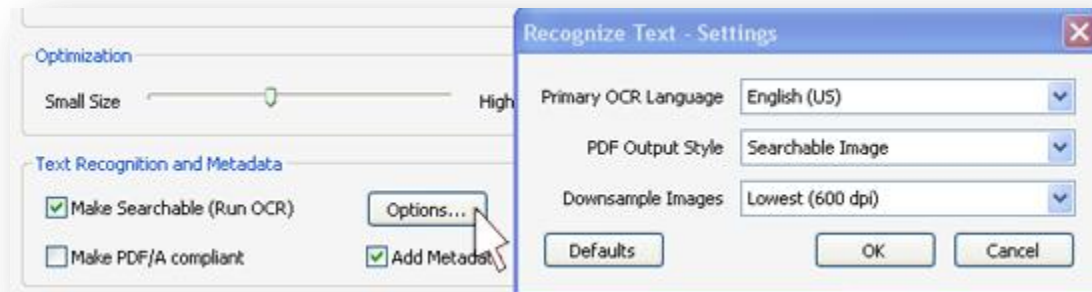 Optimization
Small Size
High
Text Recognition and Metadata
Make Searchable (Run OCR)
Options...
Make PDF/A compliant
Add Metadat
Recognize Text - Settings
Primary OCR Language English (US)
PDF Output Style Searchable Image
Downsample Images Lowest (600 dpi)
Defaults OK Cancel